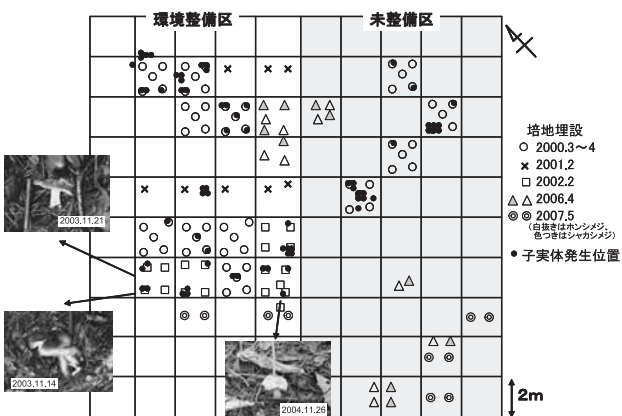 環境整備区
未整備区
培地埋設
2000.3～4
2001.2
2002.2
2006.4
2007.5
(白抜きはホンシメジ、
色つきはシャカシメジ)
子実体発生位置
2003.11.21
2003.11.14
2004.11.26
2m